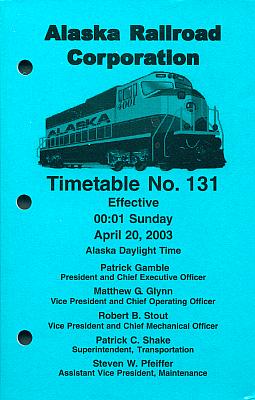 Alaska Railroad
Corporation
4001
ALASKA
Timetable No. 131
Effective
00:01 Sunday
April 20, 2003
Alaska Daylight Time
Patrick Gamble
President and Chief Executive Officer
Matthew G. Glynn
Vice President and Chief Operating Officer
Robert B. Stout
Vice President and Chief Mechanical Officer
Patrick C. Shake
Superintendent, Transportation
Steven W. Pfeiffer
Assistant Vice President, Maintenance